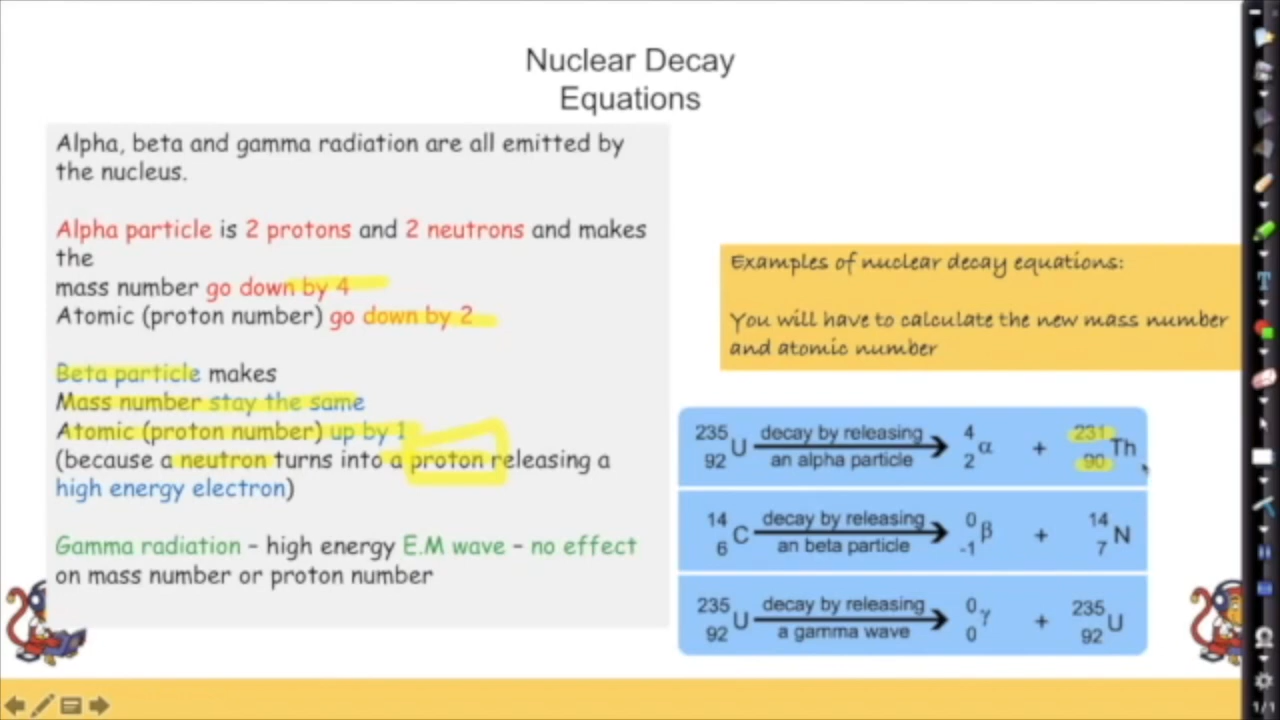 Nuclear Decay
Equations
Alpha, beta and gamma radiation are all emitted by
the nucleus.
Alpha particle is 2 protons and 2 neutrons and makes
the
mass number go down by 4
Atomic (proton number) go down by 2
Beta particle makes
Mass number stay the same
Atomic (proton number) up by 1
(because a neutron turns into a proton releasing a
high energy electron)
Gamma radiation – high energy E.M wave – no effect
on mass number or proton number
Examples of nuclear decay equations:
You will have to calculate the new mass number
and atomic number
235 92 U decay by releasing an alpha particle 4 2 α + 231 90 Th
14 6 C decay by releasing an beta particle 0 -1 β + 14 7 N
235 92 U decay by releasing a gamma wave 0 0 γ + 235 92 U
1/1